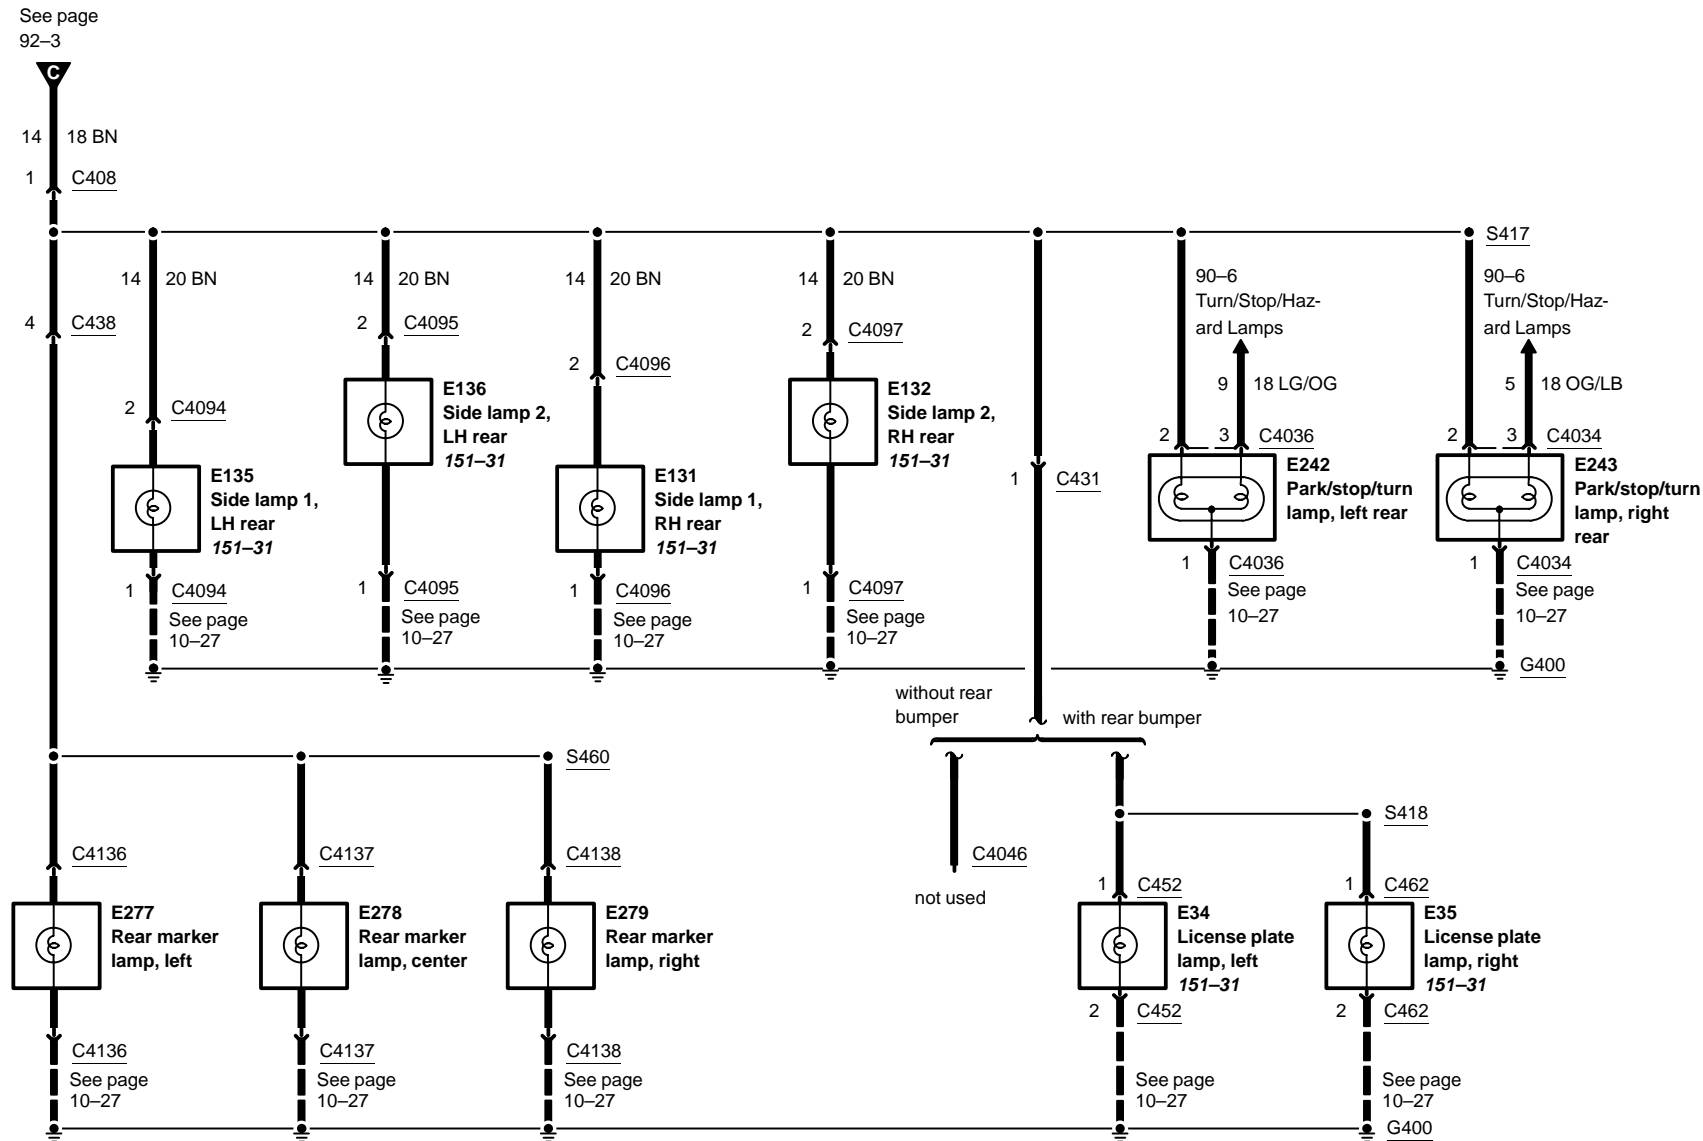 See page
92–3
C
14 18 BN
1 C408
S417
14 20 BN
14 20 BN
14 20 BN
14 20 BN
90–6
Turn/Stop/Haz-
ard Lamps
90–6
Turn/Stop/Haz-
ard Lamps
4 C438
2 C4095
2 C4097
2 C4096
9 18 LG/OG
5 18 OG/LB
2 C4094
E136
Side lamp 2,
LH rear
151–31
E132
Side lamp 2,
RH rear
151–31
2 3 C4036
2 3 C4034
E135
Side lamp 1,
LH rear
151–31
E131
Side lamp 1,
RH rear
151–31
1 C431
E242
Park/stop/turn
lamp, left rear
E243
Park/stop/turn
lamp, right
rear
1 C4094
See page
10–27
1 C4095
See page
10–27
1 C4096
See page
10–27
1 C4097
See page
10–27
1 C4036
See page
10–27
1 C4034
See page
10–27
G400
without rear
bumper
with rear bumper
S460
S418
C4136
C4137
C4138
C4046
not used
1 C452
1 C462
E277
Rear marker
lamp, left
E278
Rear marker
lamp, center
E279
Rear marker
lamp, right
E34
License plate
lamp, left
151–31
E35
License plate
lamp, right
151–31
2 C452
2 C462
C4136
See page
10–27
C4137
See page
10–27
C4138
See page
10–27
See page
10–27
See page
10–27
G400